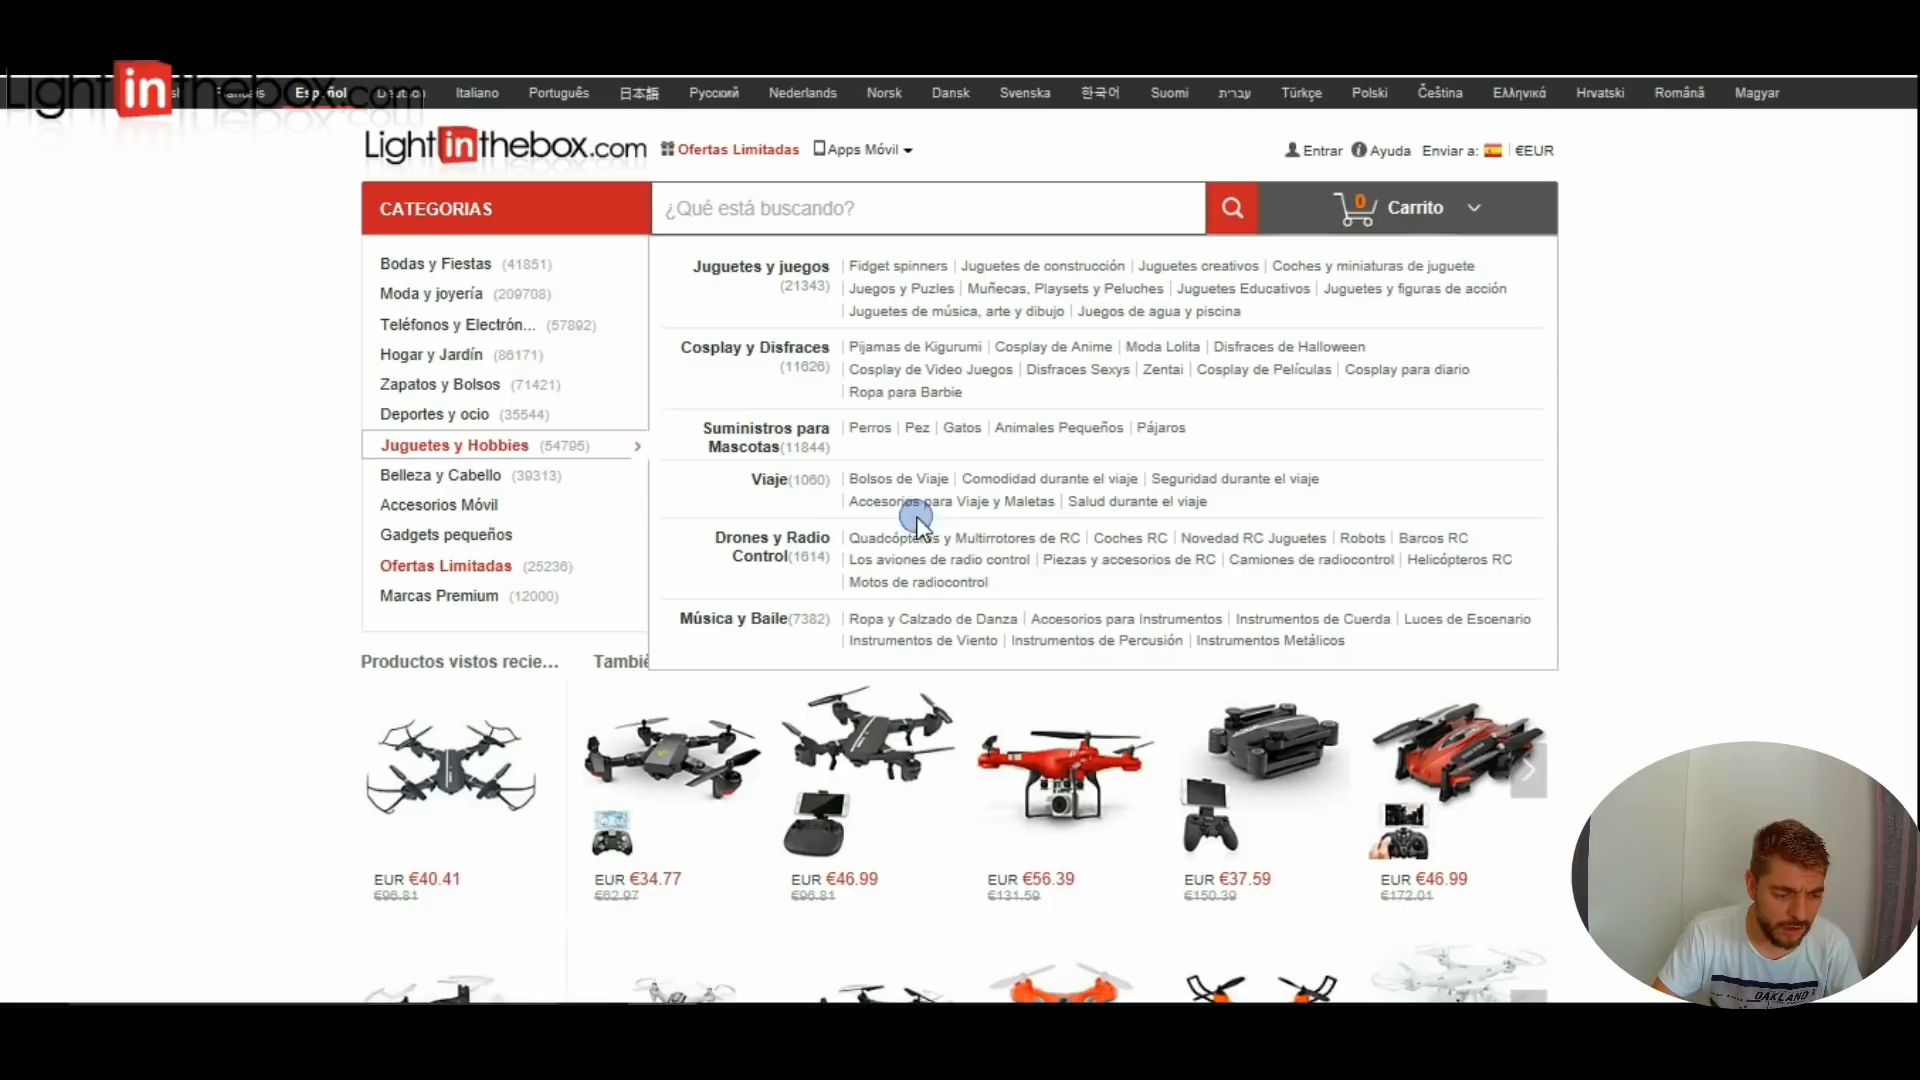 Lightinthebox.com
Français Español Deutsch Italiano Português 日本語 Русский Nederlands Norsk Dansk Svenska 한국어 Suomi עברית Türkçe Polski Čeština Ελληνικά Hrvatski Română Magyar
Lightinthebox.com Ofertas Limitadas Apps Móvil Entrar Ayuda Enviar a: €EUR
CATEGORIAS ¿Qué está buscando? 0 Carrito
Bodas y Fiestas (41851)
Moda y joyería (209708)
Teléfonos y Electrón... (57892)
Hogar y Jardín (86171)
Zapatos y Bolsos (71421)
Deportes y ocio (35544)
Juguetes y Hobbies (54795)
Belleza y Cabello (39313)
Accesorios Móvil
Gadgets pequeños
Ofertas Limitadas (25236)
Marcas Premium (12000)
Juguetes y juegos (21343)
Fidget spinners | Juguetes de construcción | Juguetes creativos | Coches y miniaturas de juguete
Juegos y Puzles | Muñecas, Playsets y Peluches | Juguetes Educativos | Juguetes y figuras de acción
Juguetes de música, arte y dibujo | Juegos de agua y piscina
Cosplay y Disfraces (11626)
Pijamas de Kigurumi | Cosplay de Anime | Moda Lolita | Disfraces de Halloween
Cosplay de Video Juegos | Disfraces Sexys | Zentai | Cosplay de Películas | Cosplay para diario
Ropa para Barbie
Suministros para Mascotas(11844)
Perros | Pez | Gatos | Animales Pequeños | Pájaros
Viaje(1060)
Bolsos de Viaje | Comodidad durante el viaje | Seguridad durante el viaje
Accesorios para Viaje y Maletas | Salud durante el viaje
Drones y Radio Control(1614)
Quadcópteros y Multirrotores de RC | Coches RC | Novedad RC Juguetes | Robots | Barcos RC
Los aviones de radio control | Piezas y accesorios de RC | Camiones de radiocontrol | Helicópteros RC
Motos de radiocontrol
Música y Baile(7382)
Ropa y Calzado de Danza | Accesorios para Instrumentos | Instrumentos de Cuerda | Luces de Escenario
Instrumentos de Viento | Instrumentos de Percusión | Instrumentos Metálicos
Productos vistos recie... Tambié
EUR €40.41 EUR €34.77 EUR €46.99 EUR €56.39 EUR €37.59 EUR €46.99
€96.81 €62.97 €96.81 €131.59 €150.39 €172.01
OAKLAND